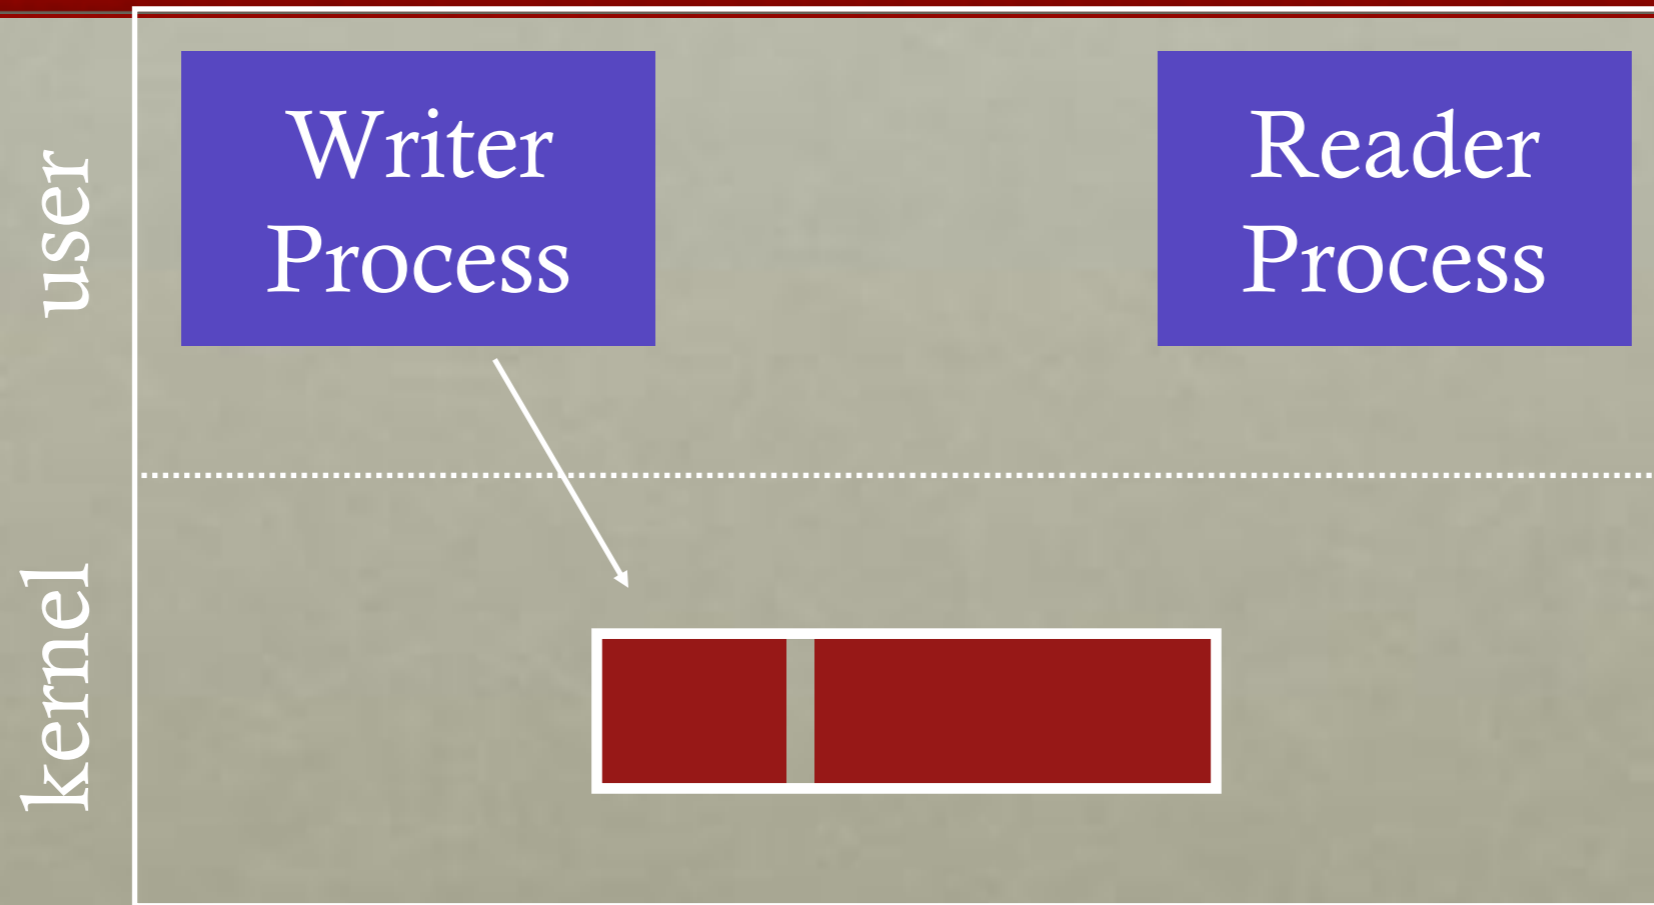 user
Writer
Process
Reader
Process
kernel